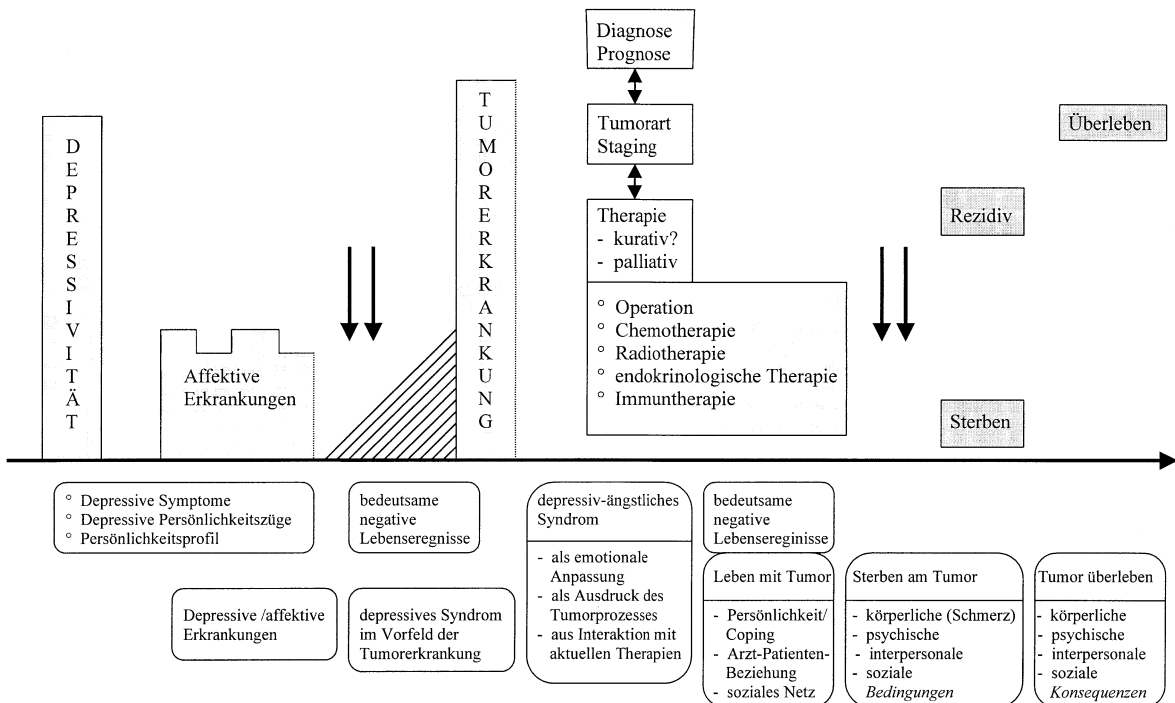 DEPRESSIVITÄT
Affektive
Erkrankungen
TUMORERKRANKUNG
Diagnose
Prognose
Tumorart
Staging
Therapie
- kurativ?
- palliativ
° Operation
° Chemotherapie
° Radiotherapie
° endokrinologische Therapie
° Immuntherapie
Überleben
Rezidiv
Sterben
° Depressive Symptome
° Depressive Persönlichkeitszüge
° Persönlichkeitsprofil
Depressive /affektive
Erkrankungen
bedeutsame
negative
Lebenseregnisse
depressives Syndrom
im Vorfeld der
Tumorerkrankung
depressiv-ängstliches
Syndrom
- als emotionale
Anpassung
- als Ausdruck des
Tumorprozesses
- aus Interaktion mit
aktuellen Therapien
bedeutsame
negative
Lebensereginisse
Leben mit Tumor
- Persönlichkeit/
Coping
- Arzt-Patienten-
Beziehung
- soziales Netz
Sterben am Tumor
- körperliche (Schmerz)
- psychische
- interpersonale
- soziale
Bedingungen
Tumor überleben
- körperliche
- psychische
- interpersonale
- soziale
Konsequenzen